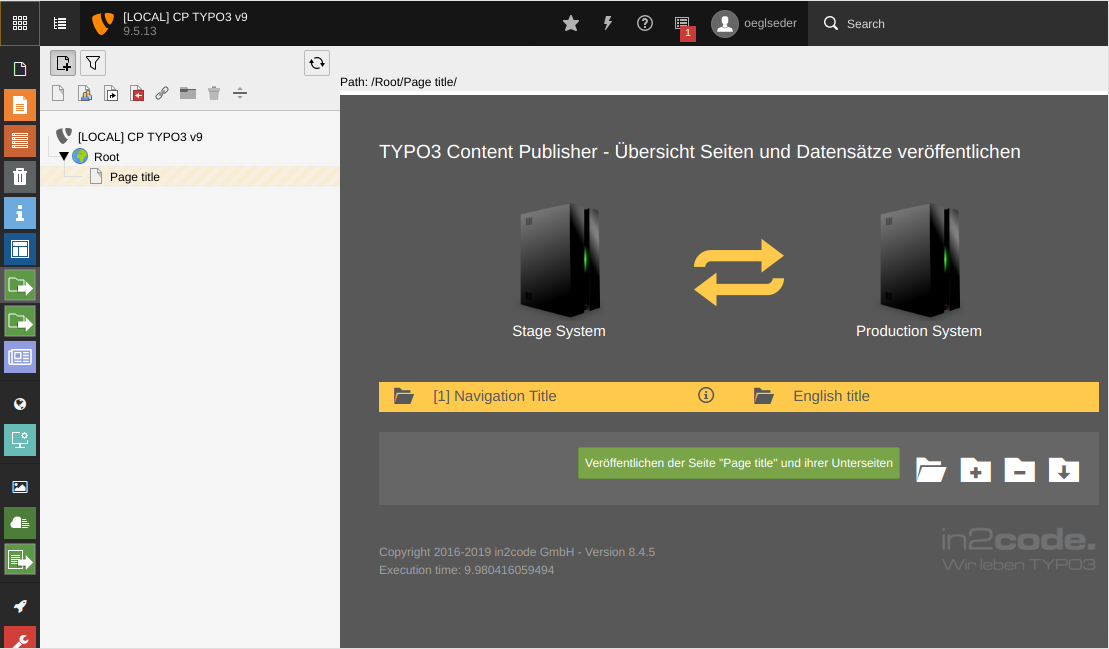 [LOCAL] CP TYPO3 v9
9.5.13
1
oeglseder
Search
Path: /Root/Page title/
[LOCAL] CP TYPO3 v9
Root
Page title
TYPO3 Content Publisher - Übersicht Seiten und Datensätze veröffentlichen
Stage System
Production System
[1] Navigation Title
English title
Veröffentlichen der Seite "Page title" und ihrer Unterseiten
Copyright 2016-2019 in2code GmbH - Version 8.4.5
Execution time: 9.980416059494
in2code.
Wir leben TYPO3